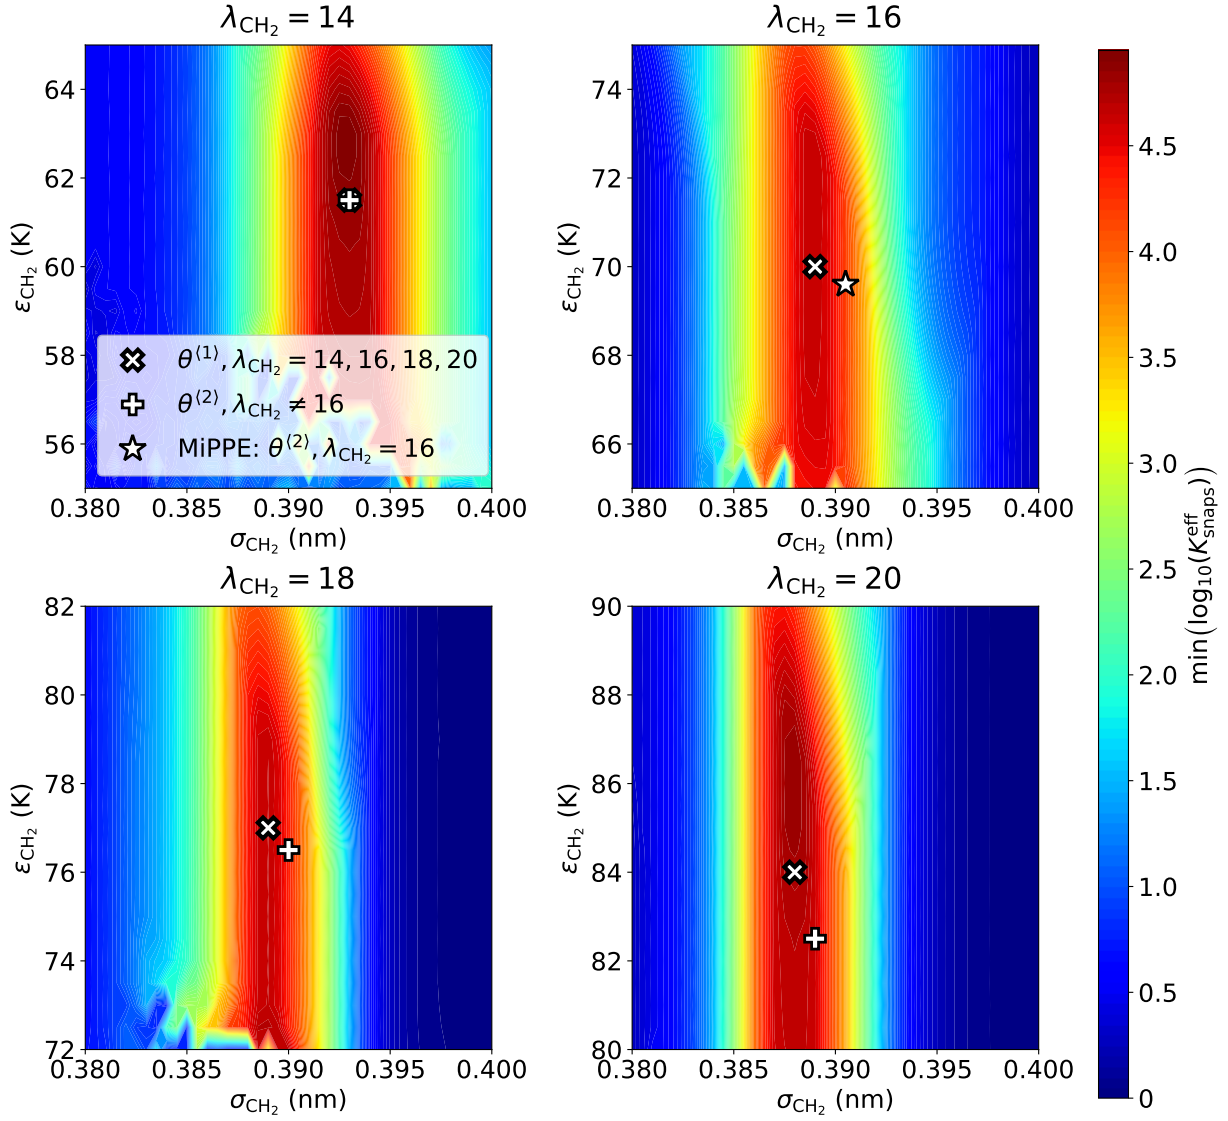 λCH₂ = 14
64
62
60
58
56
εCH₂ (K)
0.380 0.385 0.390 0.395 0.400
σCH₂ (nm)
θ⟨1⟩, λCH₂ = 14, 16, 18, 20
θ⟨2⟩, λCH₂ ≠ 16
MiPPE: θ⟨2⟩, λCH₂ = 16
λCH₂ = 16
74
72
70
68
66
εCH₂ (K)
0.380 0.385 0.390 0.395 0.400
σCH₂ (nm)
λCH₂ = 18
82
80
78
76
74
72
εCH₂ (K)
0.380 0.385 0.390 0.395 0.400
σCH₂ (nm)
λCH₂ = 20
90
88
86
84
82
80
εCH₂ (K)
0.380 0.385 0.390 0.395 0.400
σCH₂ (nm)
4.5
4.0
3.5
3.0
2.5
2.0
1.5
1.0
0.5
0
min(log₁₀(K^eff_snaps))